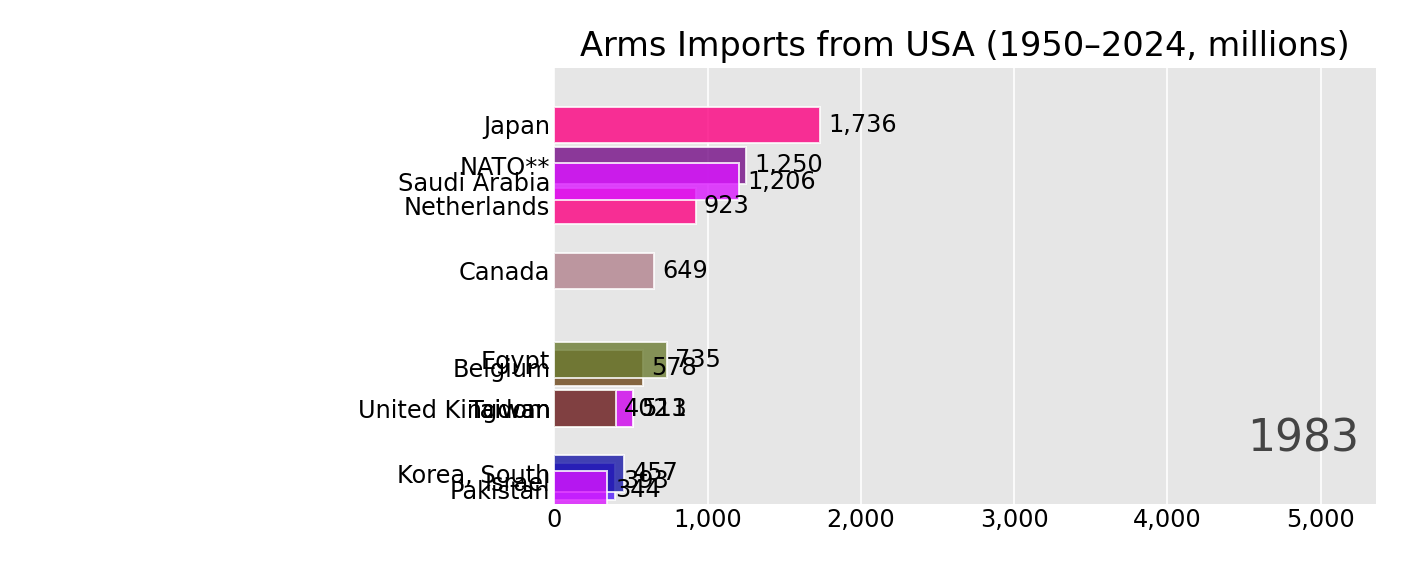 Arms Imports from USA (1950–2024, millions)
Japan 1,736
NATO** 1,250
Saudi Arabia 1,206
Netherlands 923
Canada 649
Egypt 735
Belgium 578
United Kingdom
Taiwan
Korea, South 457
Israel 393
Pakistan 344
1983
0 1,000 2,000 3,000 4,000 5,000